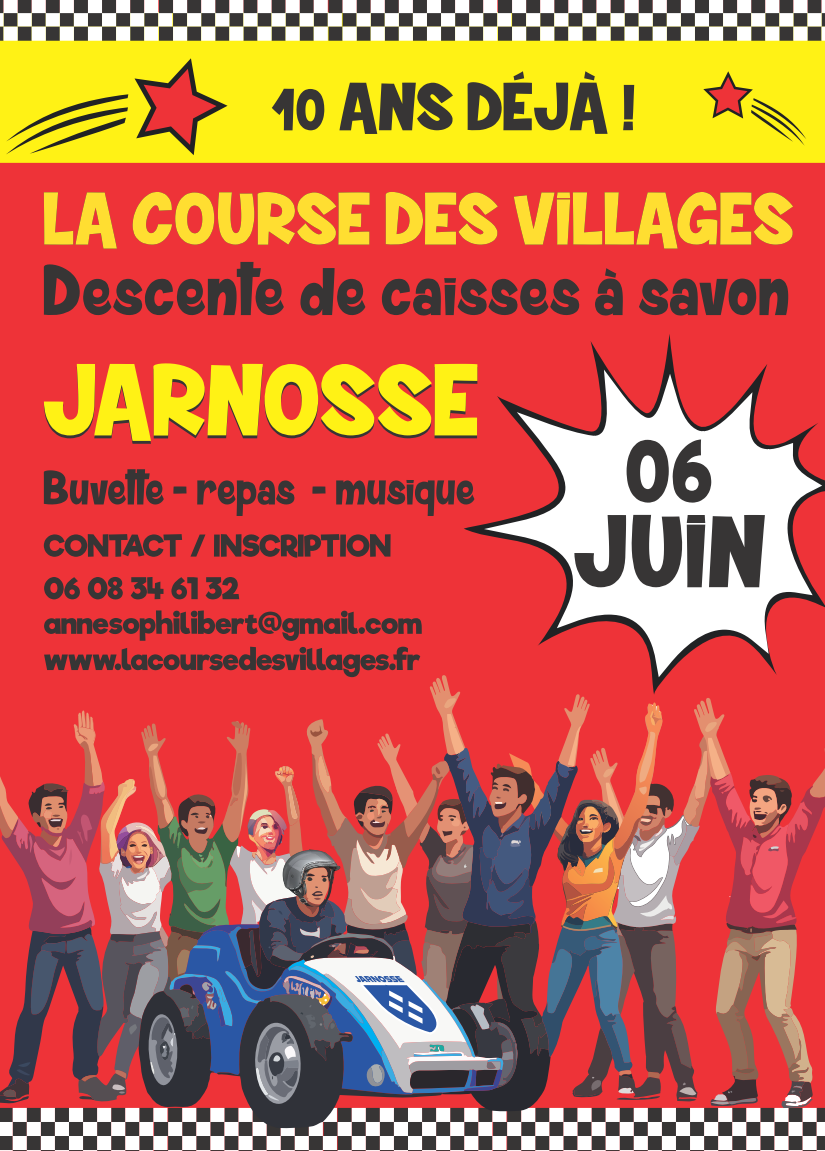 10 ANS DÉJÀ !
LA COURSE DES VILLAGES
Descente de caisses à savon
JARNOSSE
Buvette - repas - musique
CONTACT / INSCRIPTION
06 08 34 61 32
annesophilibert@gmail.com
www.lacoursedesvillages.fr
06
JUIN
JARNOSSE